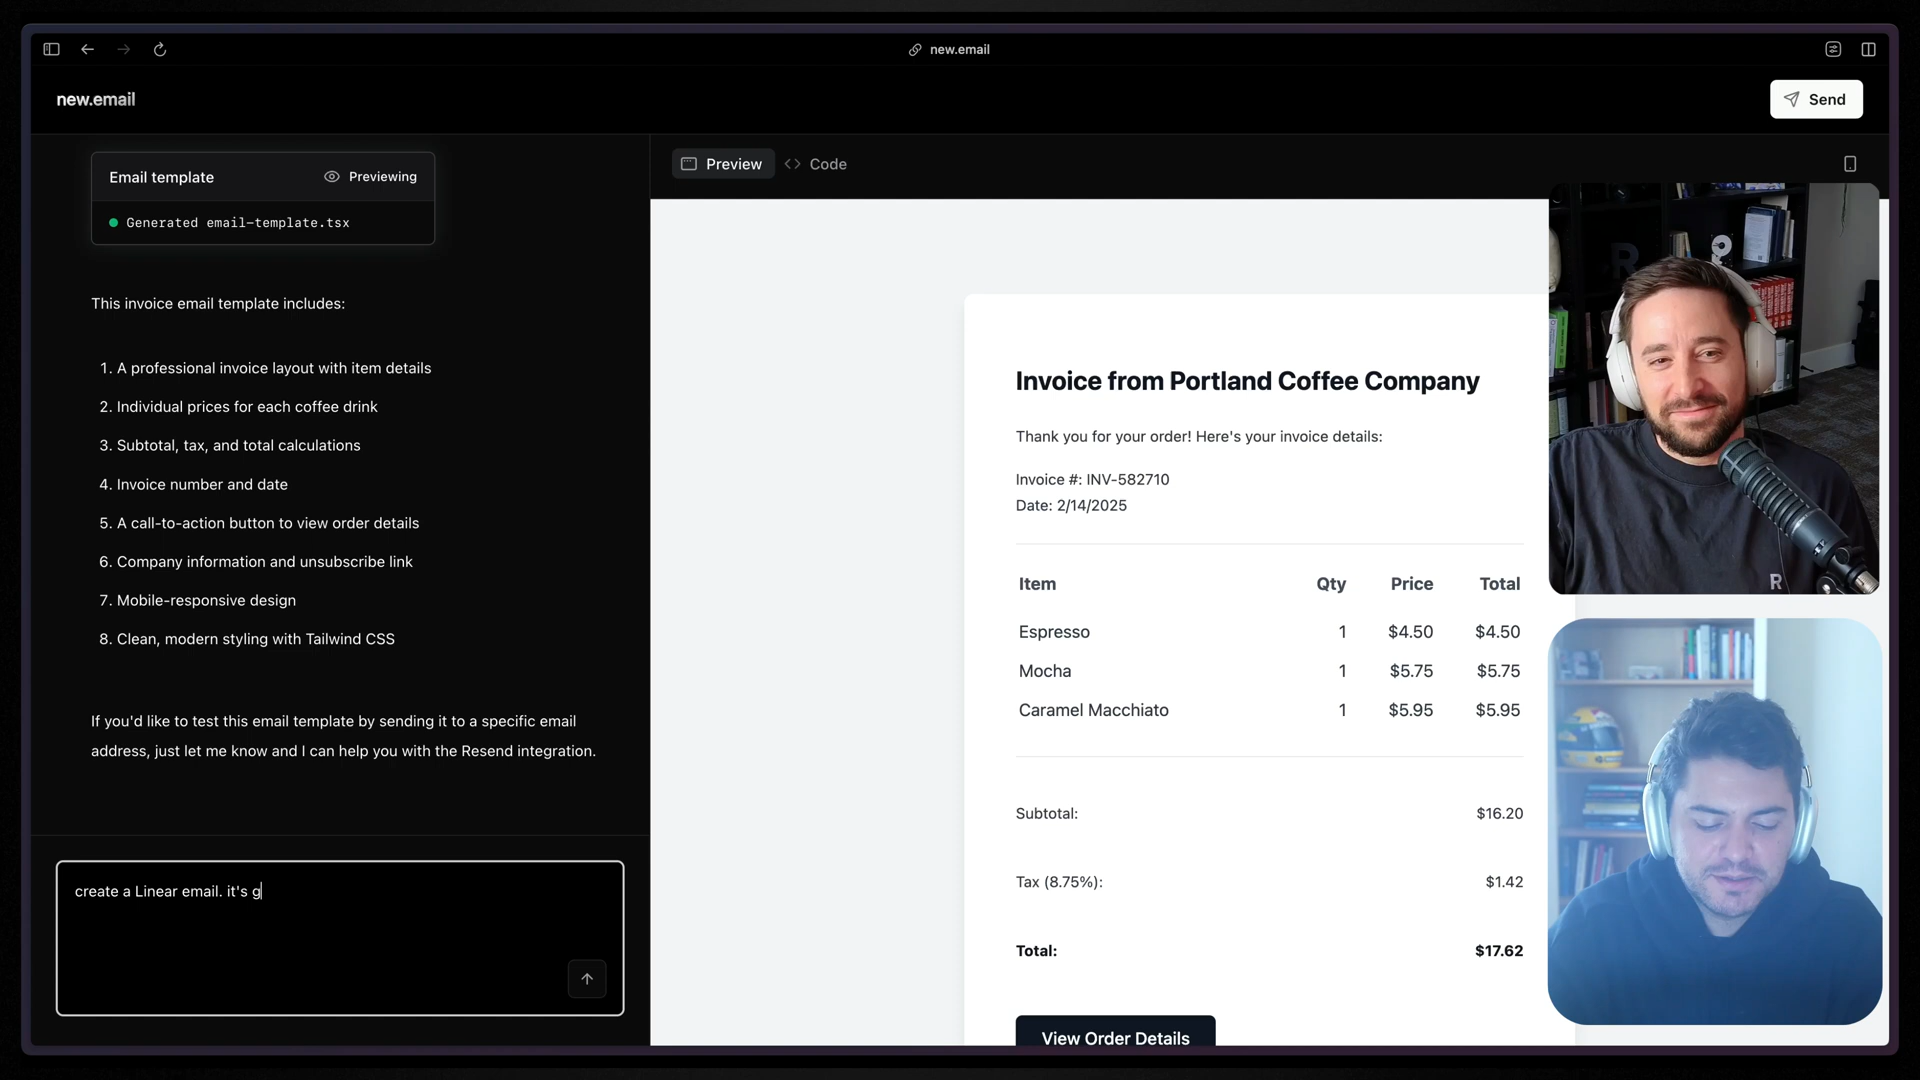 new.email
new.email
Send
Email template
Previewing
Generated email-template.tsx
This invoice email template includes:
1. A professional invoice layout with item details
2. Individual prices for each coffee drink
3. Subtotal, tax, and total calculations
4. Invoice number and date
5. A call-to-action button to view order details
6. Company information and unsubscribe link
7. Mobile-responsive design
8. Clean, modern styling with Tailwind CSS
If you'd like to test this email template by sending it to a specific email
address, just let me know and I can help you with the Resend integration.
create a Linear email. it's g
Preview
Code
Invoice from Portland Coffee Company
Thank you for your order! Here's your invoice details:
Invoice #: INV-582710
Date: 2/14/2025
Item Qty Price Total
Espresso 1 $4.50 $4.50
Mocha 1 $5.75 $5.75
Caramel Macchiato 1 $5.95 $5.95
Subtotal: $16.20
Tax (8.75%): $1.42
Total: $17.62
View Order Details
R
R